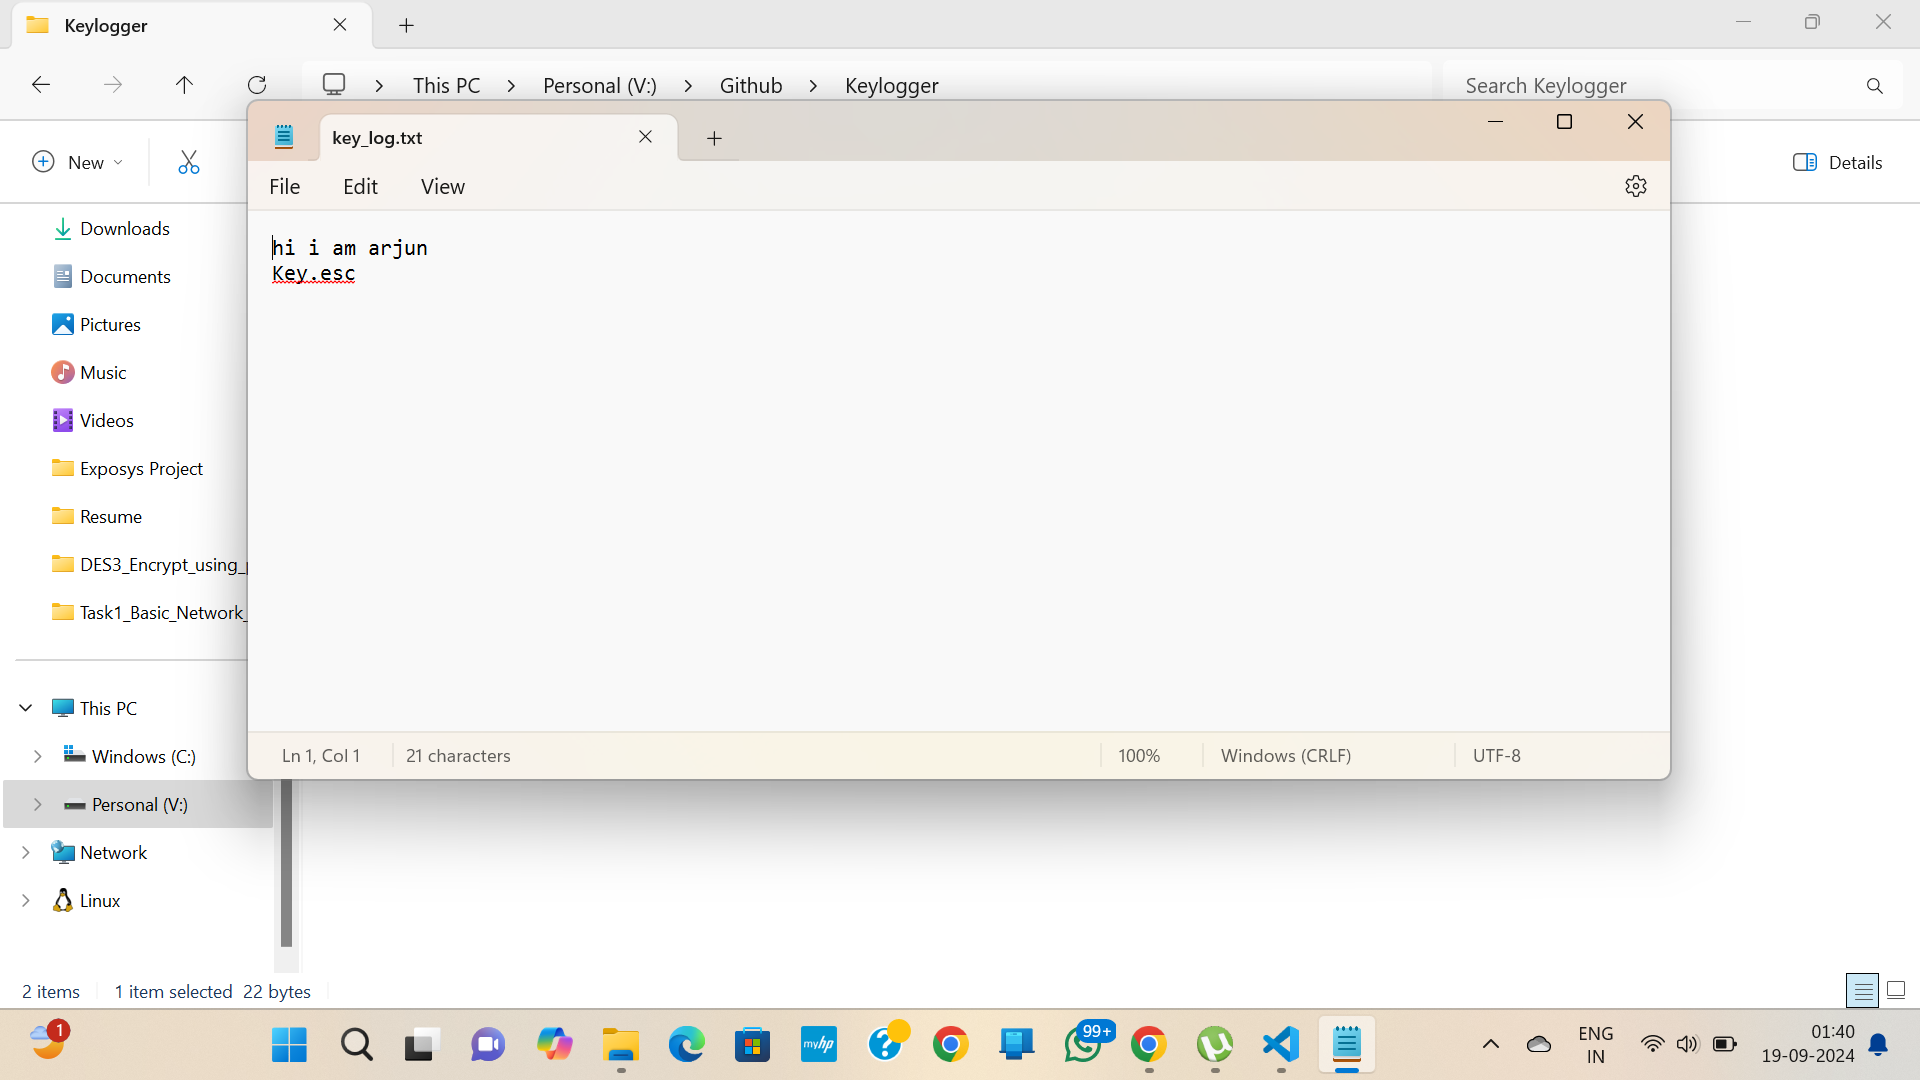 Keylogger
This PC > Personal (V:) > Github > Keylogger
Search Keylogger
New
Details
key_log.txt
File Edit View
hi i am arjun
Key.esc
Ln 1, Col 1
21 characters
100%
Windows (CRLF)
UTF-8
Downloads
Documents
Pictures
Music
Videos
Exposys Project
Resume
DES3_Encrypt_using_
Task1_Basic_Network_
This PC
Windows (C:)
Personal (V:)
Network
Linux
2 items
1 item selected 22 bytes
1
myhp
99+
ENG
IN
01:40
19-09-2024